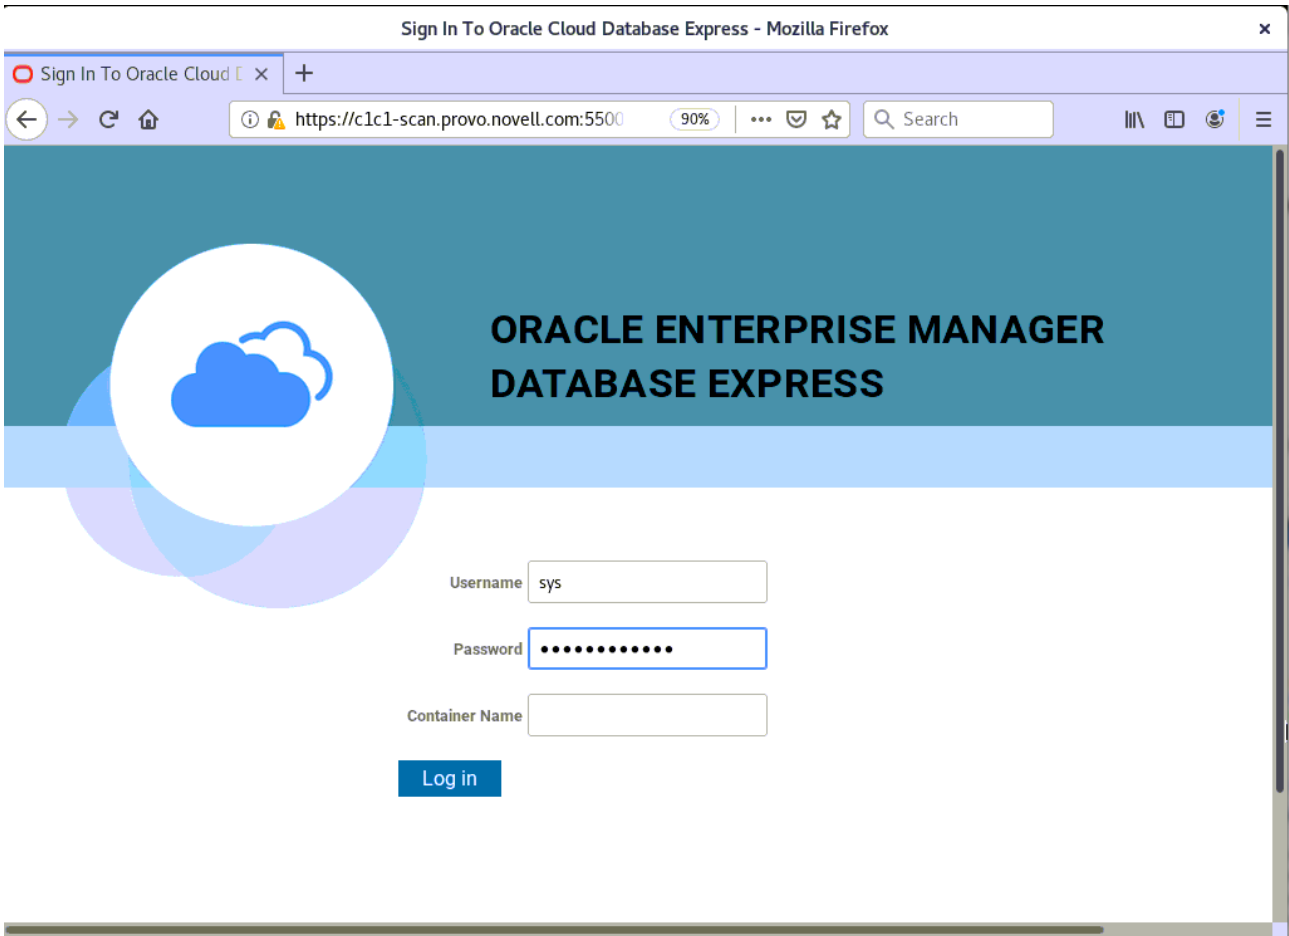 Sign In To Oracle Cloud Database Express - Mozilla Firefox
Sign In To Oracle Cloud
https://c1c1-scan.provo.novell.com:5500
90%
Search
ORACLE ENTERPRISE MANAGER
DATABASE EXPRESS
Username sys
Password ••••••••••••
Container Name
Log in